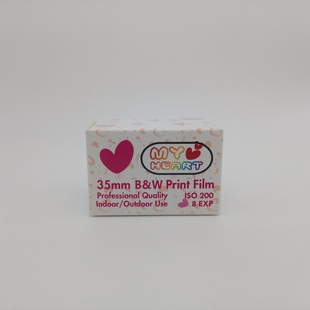 MY
HEART
35mm B&W Print Film
Professional Quality ISO 200
Indoor/Outdoor Use 8 EXP